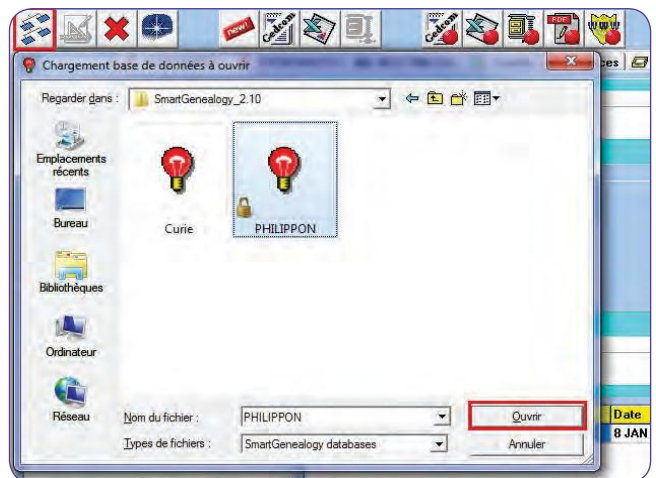 new! Gedcom Gedcom PDF
Chargement base de données à ouvrir
Regarder dans : SmartGenealogy_2.10
Emplacements
récents
Bureau
Bibliothèques
Ordinateur
Réseau
Curie
PHILIPPON
Nom du fichier : PHILIPPON Ouvrir
Types de fichiers : SmartGenealogy databases Annuler
ces
Date
8 JAN